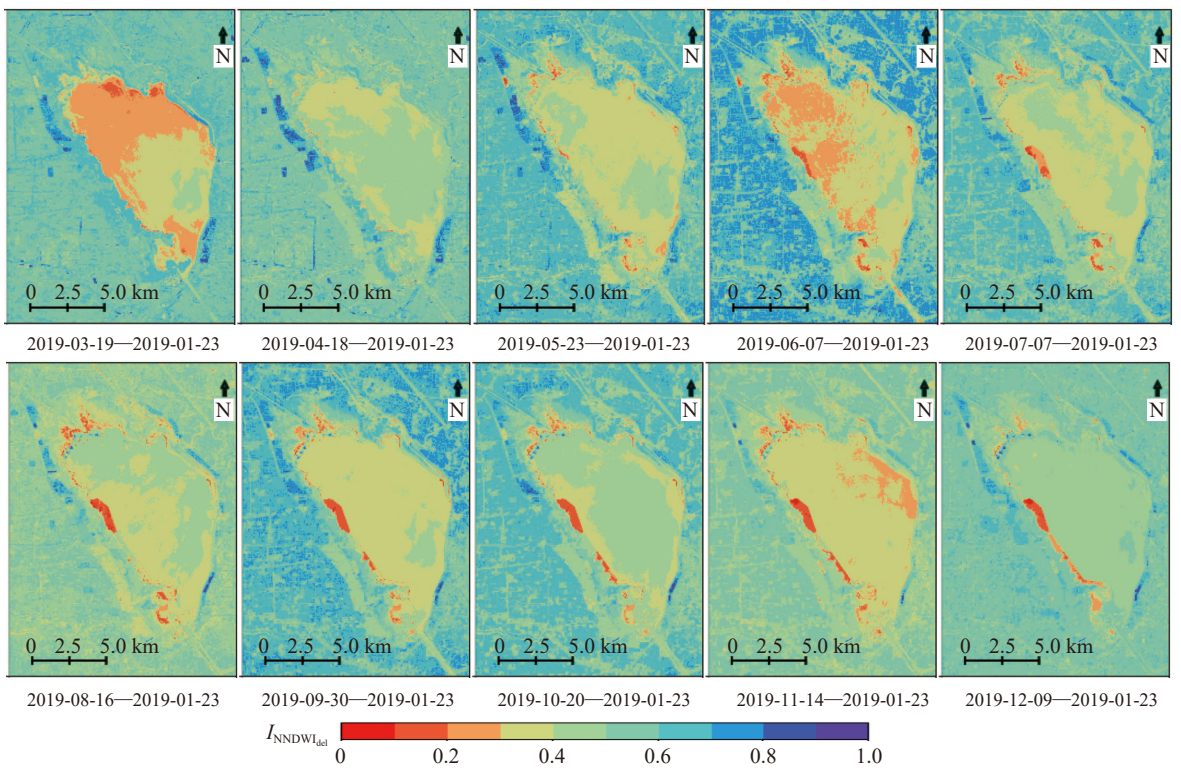 N N N N N
0 2.5 5.0 km 0 2.5 5.0 km 0 2.5 5.0 km 0 2.5 5.0 km 0 2.5 5.0 km
2019-03-19—2019-01-23 2019-04-18—2019-01-23 2019-05-23—2019-01-23 2019-06-07—2019-01-23 2019-07-07—2019-01-23
N N N N N
0 2.5 5.0 km 0 2.5 5.0 km 0 2.5 5.0 km 0 2.5 5.0 km 0 2.5 5.0 km
2019-08-16—2019-01-23 2019-09-30—2019-01-23 2019-10-20—2019-01-23 2019-11-14—2019-01-23 2019-12-09—2019-01-23
I_NNDWI_del
0 0.2 0.4 0.6 0.8 1.0